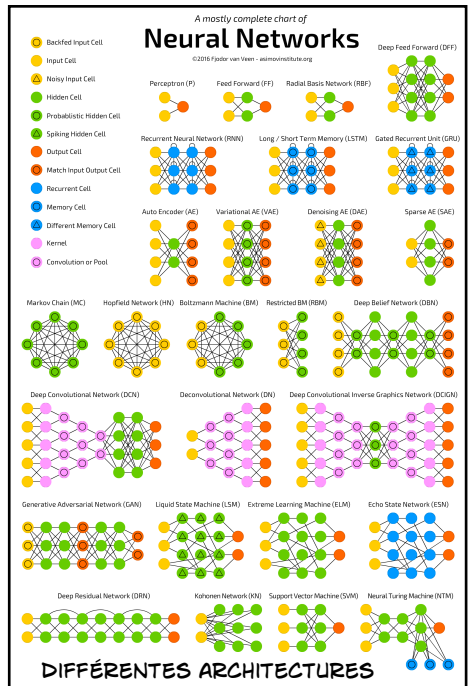 A mostly complete chart of
Neural Networks
©2016 Fjodor van Veen - asimovinstitute.org
Backfed Input Cell
Input Cell
Noisy Input Cell
Hidden Cell
Probablistic Hidden Cell
Spiking Hidden Cell
Output Cell
Match Input Output Cell
Recurrent Cell
Memory Cell
Different Memory Cell
Kernel
Convolution or Pool
Deep Feed Forward (DFF)
Perceptron (P)
Feed Forward (FF)
Radial Basis Network (RBF)
Recurrent Neural Network (RNN)
Long / Short Term Memory (LSTM)
Gated Recurrent Unit (GRU)
Auto Encoder (AE)
Variational AE (VAE)
Denoising AE (DAE)
Sparse AE (SAE)
Markov Chain (MC)
Hopfield Network (HN)
Boltzmann Machine (BM)
Restricted BM (RBM)
Deep Belief Network (DBN)
Deep Convolutional Network (DCN)
Deconvolutional Network (DN)
Deep Convolutional Inverse Graphics Network (DCIGN)
Generative Adversarial Network (GAN)
Liquid State Machine (LSM)
Extreme Learning Machine (ELM)
Echo State Network (ESN)
Deep Residual Network (DRN)
Kohonen Network (KN)
Support Vector Machine (SVM)
Neural Turing Machine (NTM)
DIFFÉRENTES ARCHITECTURES